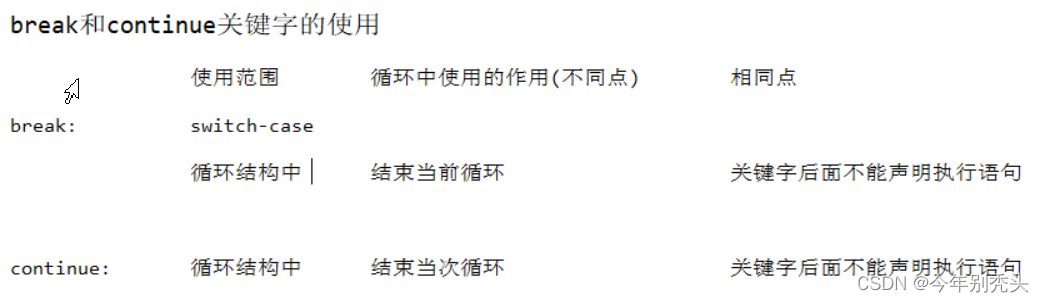 break和continue关键字的使用
使用范围 循环中使用的作用(不同点) 相同点
break: switch-case
循环结构中 结束当前循环 关键字后面不能声明执行语句
continue: 循环结构中 结束当次循环 关键字后面不能声明执行语句
CSDN @今年别秃头